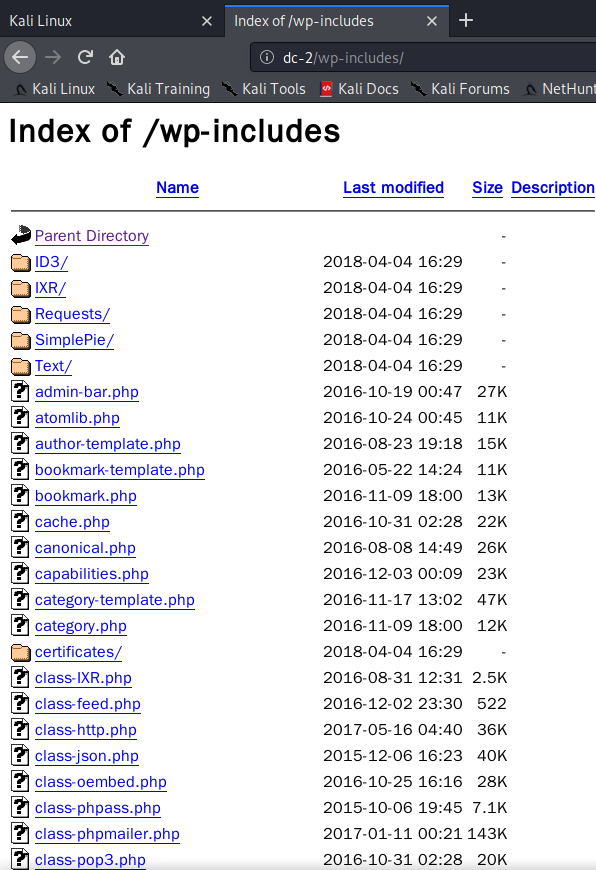 Kali Linux × Index of /wp-includes × +
dc-2/wp-includes/
Kali Linux Kali Training Kali Tools Kali Docs Kali Forums NetHunt
Index of /wp-includes
Name Last modified Size Description
Parent Directory -
ID3/ 2018-04-04 16:29 -
IXR/ 2018-04-04 16:29 -
Requests/ 2018-04-04 16:29 -
SimplePie/ 2018-04-04 16:29 -
Text/ 2018-04-04 16:29 -
admin-bar.php 2016-10-19 00:47 27K
atomlib.php 2016-10-24 00:45 11K
author-template.php 2016-08-23 19:18 15K
bookmark-template.php 2016-05-22 14:24 11K
bookmark.php 2016-11-09 18:00 13K
cache.php 2016-10-31 02:28 22K
canonical.php 2016-08-08 14:49 26K
capabilities.php 2016-12-03 00:09 23K
category-template.php 2016-11-17 13:02 47K
category.php 2016-11-09 18:00 12K
certificates/ 2018-04-04 16:29 -
class-IXR.php 2016-08-31 12:31 2.5K
class-feed.php 2016-12-02 23:30 522
class-http.php 2017-05-16 04:40 36K
class-json.php 2015-12-06 16:23 40K
class-oembed.php 2016-10-25 16:16 28K
class-phpass.php 2015-10-06 19:45 7.1K
class-phpmailer.php 2017-01-11 00:21 143K
class-pop3.php 2016-10-31 02:28 20K